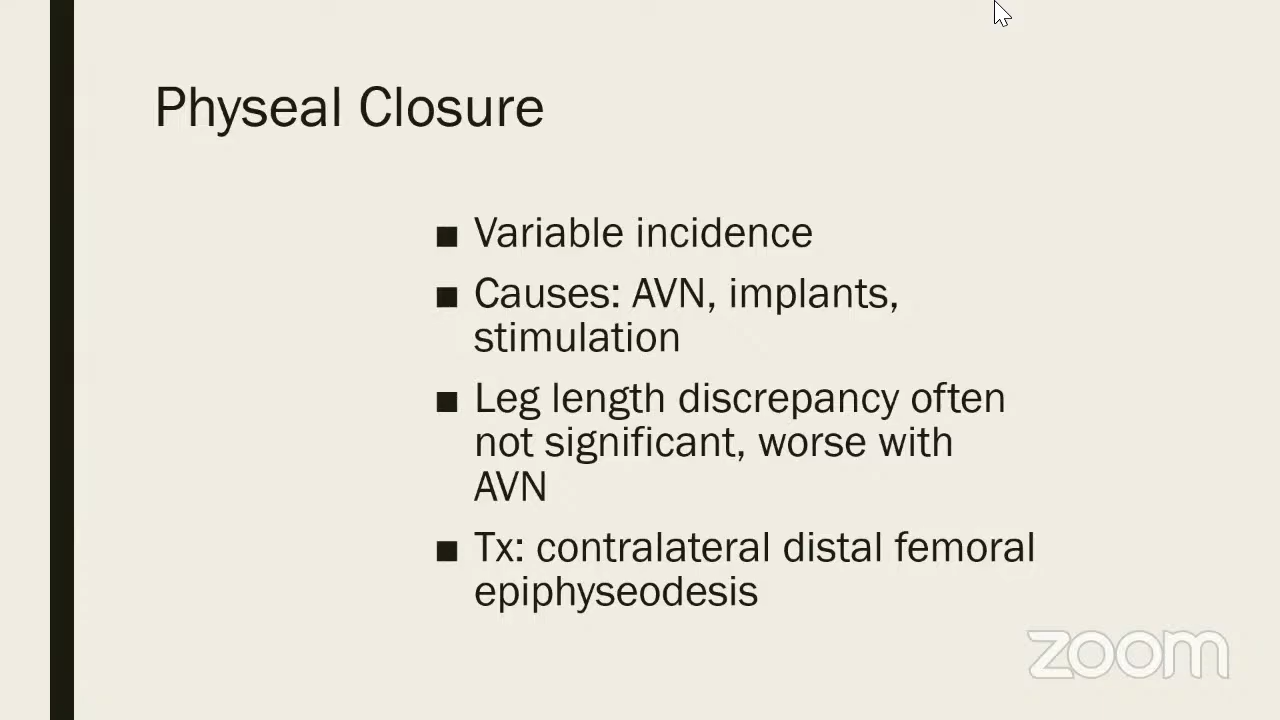 Physeal Closure
■ Variable incidence
■ Causes: AVN, implants,
stimulation
■ Leg length discrepancy often
not significant, worse with
AVN
■ Tx: contralateral distal femoral
epiphyseodesis
zoom